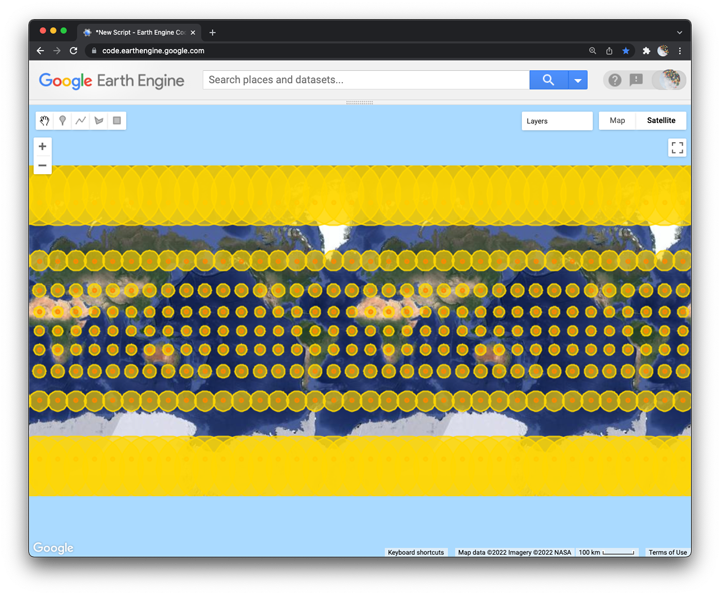 *New Script - Earth Engine Co
code.earthengine.google.com
Google Earth Engine
Search places and datasets...
Layers
Map
Satellite
Google
Keyboard shortcuts
Map data ©2022 Imagery ©2022 NASA
100 km
Terms of Use